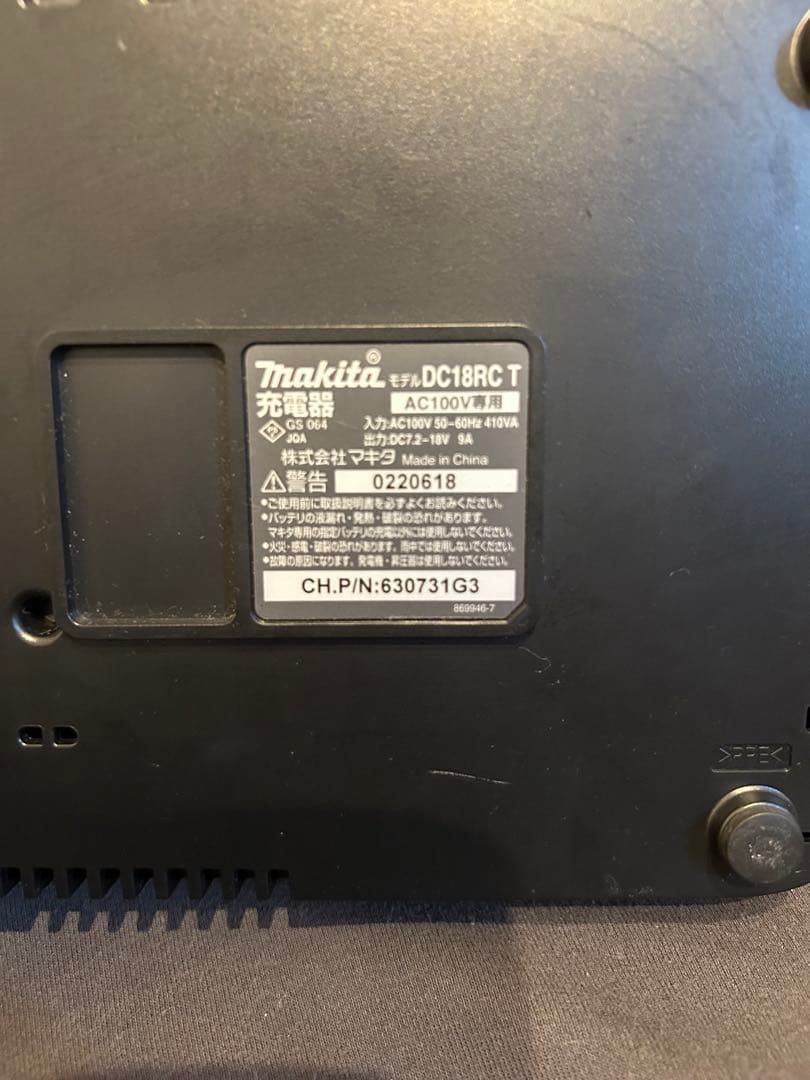 makita® モデル DC18RC T
充電器 AC100V専用
PS E GS 064 入力:AC100V 50-60Hz 410VA
JQA 出力:DC7.2-18V 9A
株式会社マキタ Made in China
⚠警告 0220618
•ご使用前に取扱説明書を必ずよくお読みください。
•バッテリの液漏れ・発熱・破裂の恐れがあります。
マキタ専用の指定バッテリの充電以外には使用しないでください。
•火災・感電・破裂の恐れがあります。雨中では使用しないでください。
•故障の原因になります。発電機・昇圧器は使用しないでください。
CH.P/N:630731G3
869946-7
>PPE<